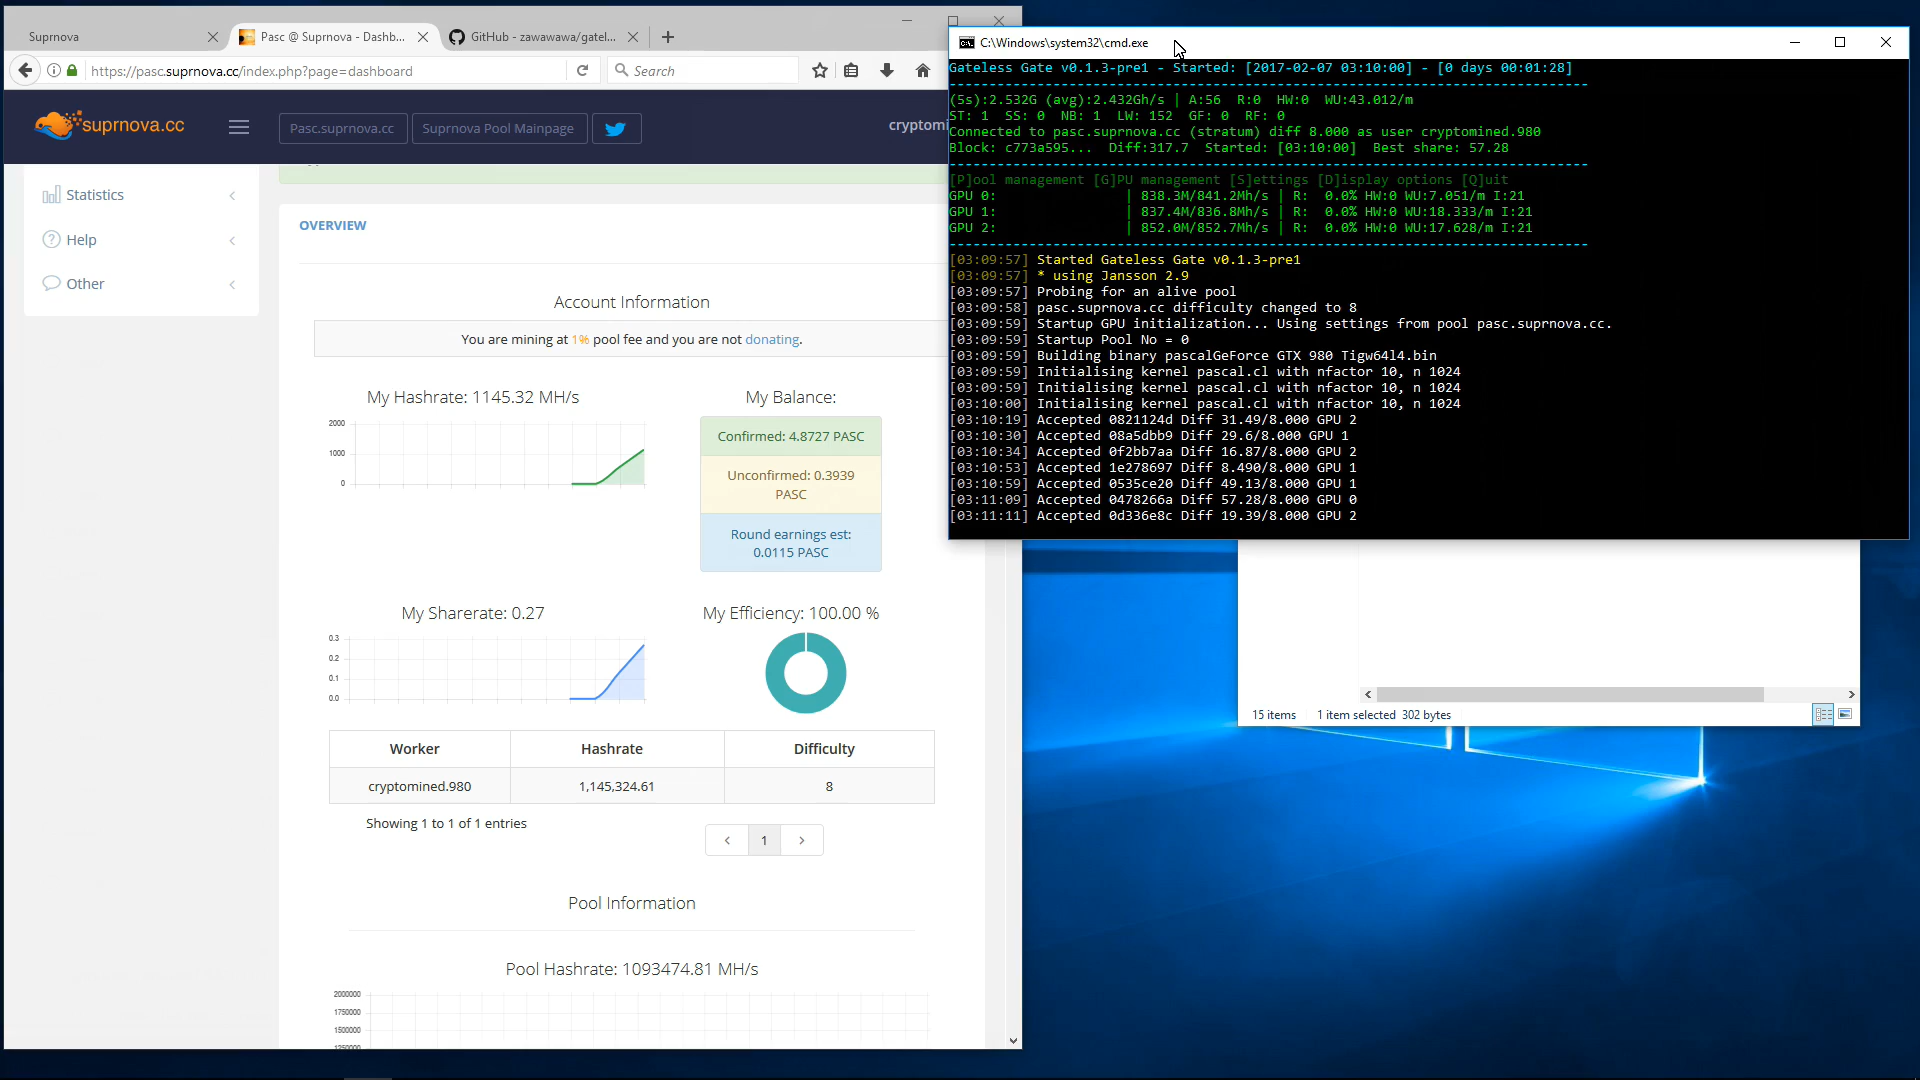 Suprnova
Pasc @ Suprnova - Dashb...
GitHub - zawawawa/gatel...
https://pasc.suprnova.cc/index.php?page=dashboard
Search
suprnova.cc
Pasc.suprnova.cc
Suprnova Pool Mainpage
cryptomi
Statistics
Help
Other
OVERVIEW
Account Information
You are mining at 1% pool fee and you are not donating.
My Hashrate: 1145.32 MH/s
2000
1000
0
My Balance:
Confirmed: 4.8727 PASC
Unconfirmed: 0.3939
PASC
Round earnings est:
0.0115 PASC
My Sharerate: 0.27
0.3
0.2
0.1
0.0
My Efficiency: 100.00 %
Worker Hashrate Difficulty
cryptomined.980 1,145,324.61 8
Showing 1 to 1 of 1 entries
< 1 >
Pool Information
Pool Hashrate: 1093474.81 MH/s
2000000
1750000
1500000
1250000
C:\Windows\system32\cmd.exe
Gateless Gate v0.1.3-pre1 - Started: [2017-02-07 03:10:00] - [0 days 00:01:28]
--------------------------------------------------------------------------------
(5s):2.532G (avg):2.432Gh/s | A:56 R:0 HW:0 WU:43.012/m
ST: 1 SS: 0 NB: 1 LW: 152 GF: 0 RF: 0
Connected to pasc.suprnova.cc (stratum) diff 8.000 as user cryptomined.980
Block: c773a595... Diff:317.7 Started: [03:10:00] Best share: 57.28
--------------------------------------------------------------------------------
[P]ool management [G]PU management [S]ettings [D]isplay options [Q]uit
GPU 0: | 838.3M/841.2Mh/s | R: 0.0% HW:0 WU:7.051/m I:21
GPU 1: | 837.4M/836.8Mh/s | R: 0.0% HW:0 WU:18.333/m I:21
GPU 2: | 852.0M/852.7Mh/s | R: 0.0% HW:0 WU:17.628/m I:21
--------------------------------------------------------------------------------
[03:09:57] Started Gateless Gate v0.1.3-pre1
[03:09:57] * using Jansson 2.9
[03:09:57] Probing for an alive pool
[03:09:58] pasc.suprnova.cc difficulty changed to 8
[03:09:59] Startup GPU initialization... Using settings from pool pasc.suprnova.cc.
[03:09:59] Startup Pool No = 0
[03:09:59] Building binary pascalGeForce GTX 980 Tigw64l4.bin
[03:09:59] Initialising kernel pascal.cl with nfactor 10, n 1024
[03:09:59] Initialising kernel pascal.cl with nfactor 10, n 1024
[03:10:00] Initialising kernel pascal.cl with nfactor 10, n 1024
[03:10:19] Accepted 0821124d Diff 31.49/8.000 GPU 2
[03:10:30] Accepted 08a5dbb9 Diff 29.6/8.000 GPU 1
[03:10:34] Accepted 0f2bb7aa Diff 16.87/8.000 GPU 2
[03:10:53] Accepted 1e278697 Diff 8.490/8.000 GPU 1
[03:10:59] Accepted 0535ce20 Diff 49.13/8.000 GPU 1
[03:11:09] Accepted 0478266a Diff 57.28/8.000 GPU 0
[03:11:11] Accepted 0d336e8c Diff 19.39/8.000 GPU 2
15 items 1 item selected 302 bytes